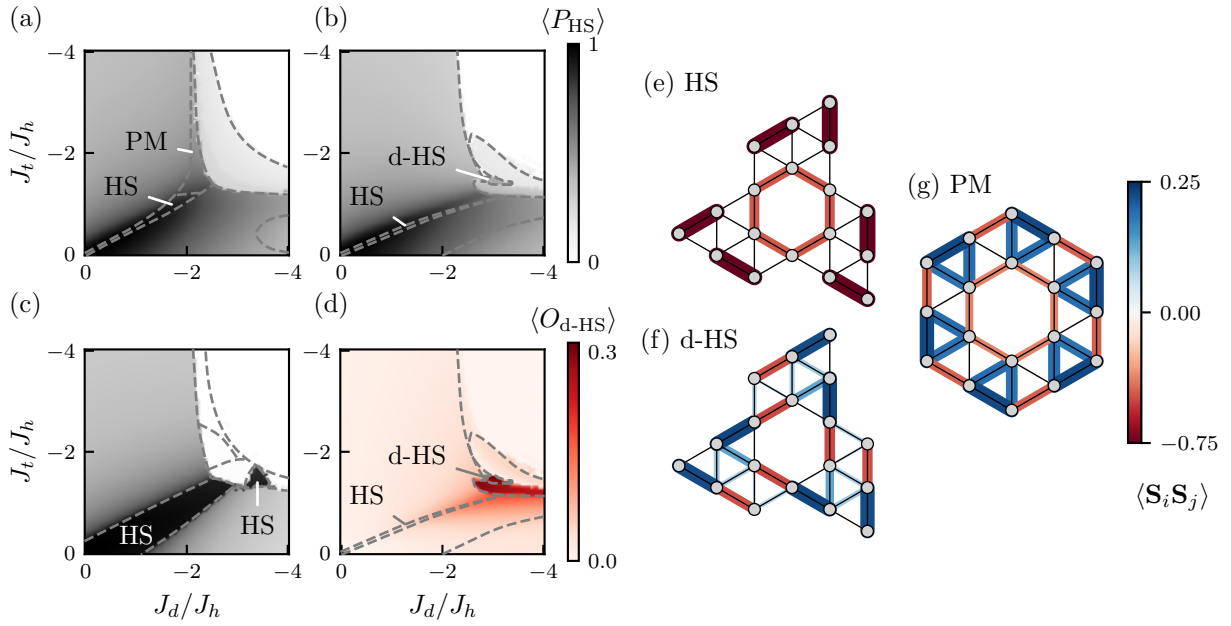 (a)
(b)
⟨P_HS⟩
1
0
−4
−2
0
J_t/J_h
PM
HS
0
−2
−4
d-HS
HS
0
−2
−4
(c)
(d)
⟨O_d-HS⟩
0.3
0.0
−4
−2
0
J_t/J_h
HS
HS
0
−2
−4
J_d/J_h
d-HS
HS
0
−2
−4
J_d/J_h
(e) HS
(f) d-HS
(g) PM
0.25
0.00
−0.75
⟨S_iS_j⟩